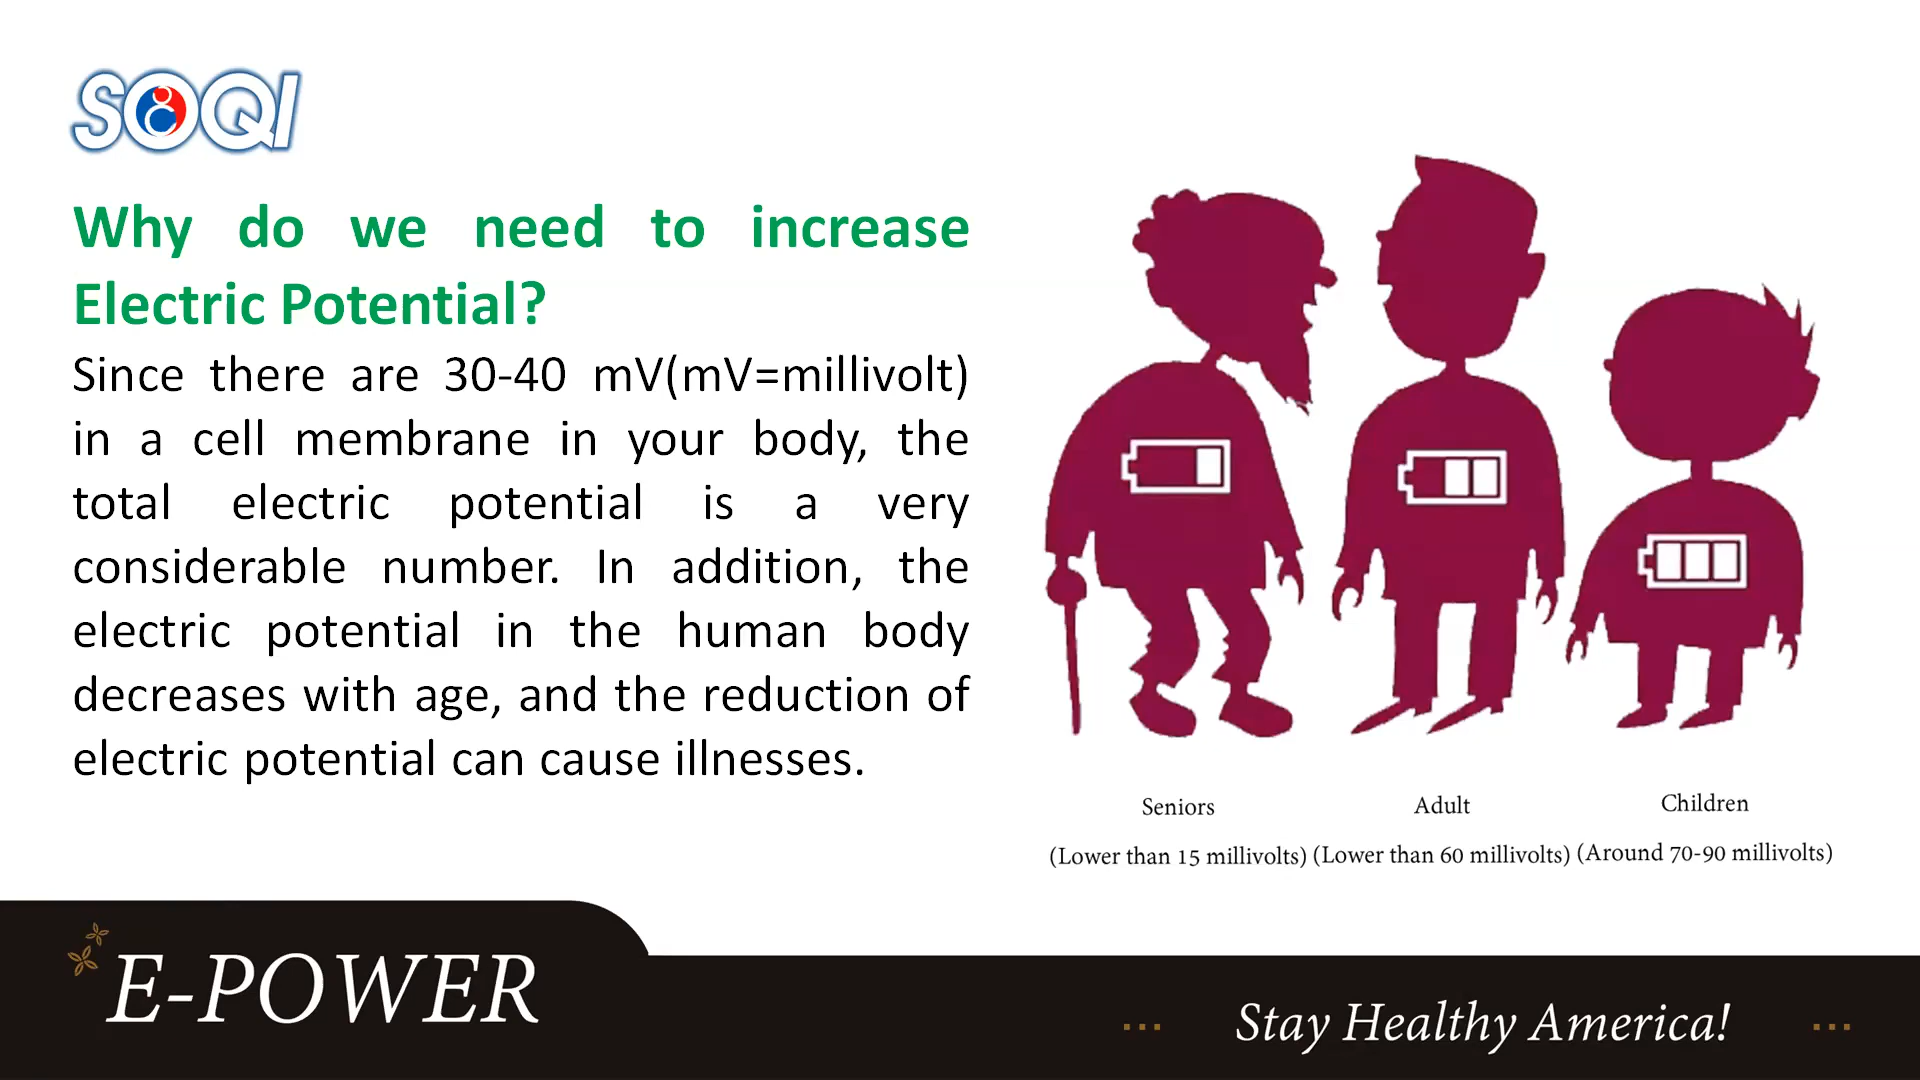 SOQI
Why do we need to increase
Electric Potential?
Since there are 30-40 mV(mV=millivolt)
in a cell membrane in your body, the
total electric potential is a very
considerable number. In addition, the
electric potential in the human body
decreases with age, and the reduction of
electric potential can cause illnesses.
Seniors
Adult
Children
(Lower than 15 millivolts)
(Lower than 60 millivolts)
(Around 70-90 millivolts)
E-POWER
... Stay Healthy America! ...